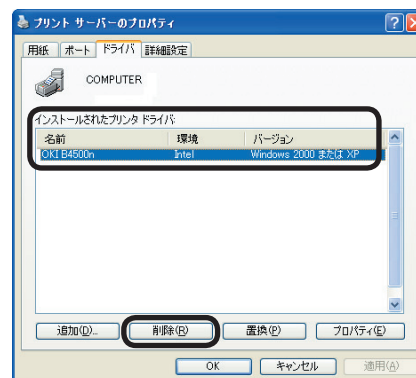 プリント サーバーのプロパティ
用紙 ポート ドライバ 詳細設定
COMPUTER
インストールされたプリンタ ドライバ:
名前 環境 バージョン
OKI B4500n Intel Windows 2000 または XP
追加(D)... 削除(R) 置換(P) プロパティ(E)
OK キャンセル 適用(A)